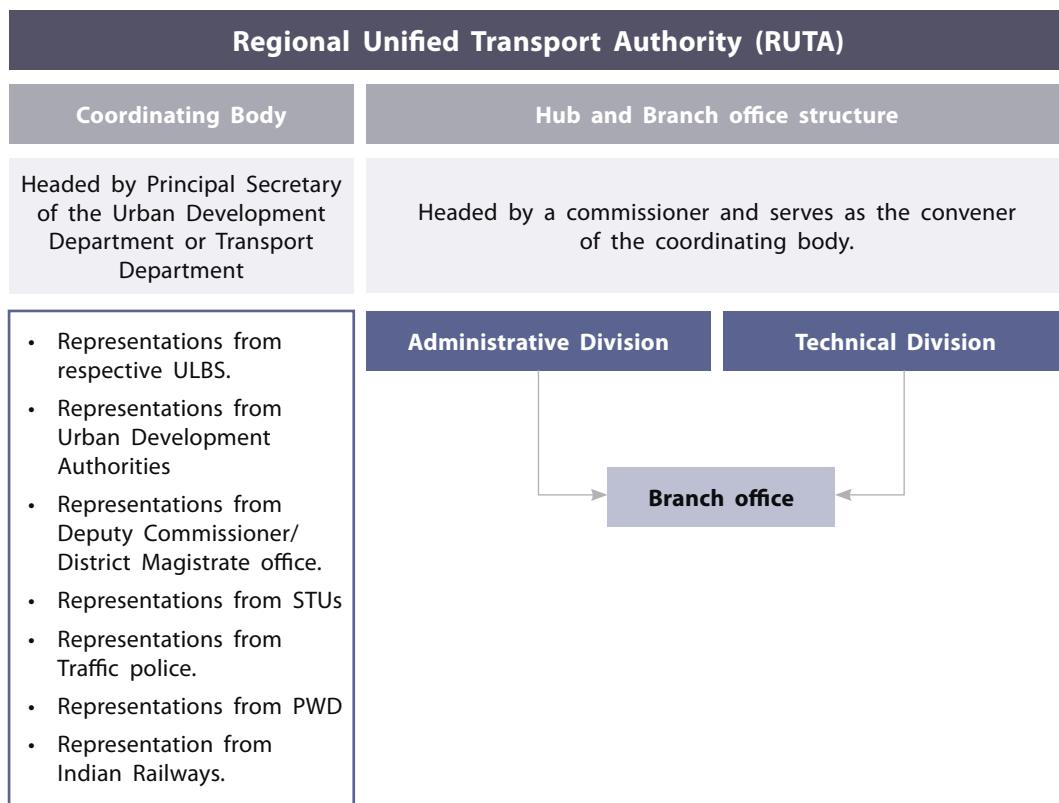 Regional Unified Transport Authority (RUTA)
Coordinating Body
Hub and Branch office structure
Headed by Principal Secretary
of the Urban Development
Department or Transport
Department
Headed by a commissioner and serves as the convener
of the coordinating body.
• Representations from
respective ULBS.
• Representations from
Urban Development
Authorities
• Representations from
Deputy Commissioner/
District Magistrate office.
• Representations from STUs
• Representations from
Traffic police.
• Representations from PWD
• Representation from
Indian Railways.
Administrative Division
Technical Division
Branch office